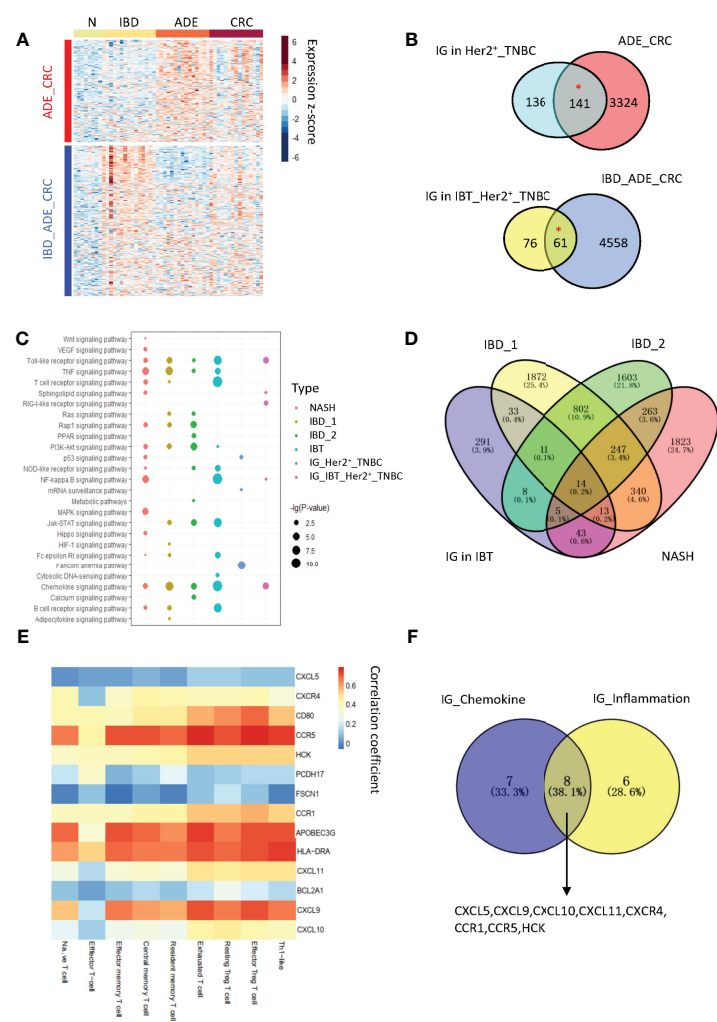 A
N IBD ADE CRC
ADE_CRC
IBD_ADE_CRC
6
4
2
0
-2
-4
-6
Expression z-score
B
IG in Her2+_TNBC
ADE_CRC
136
*
141
3324
IG in IBT_Her2+_TNBC
IBD_ADE_CRC
76
*
61
4558
C
Wnt signaling pathway
VEGF signaling pathway
Toll-like receptor signaling pathway
TNF signaling pathway
T cell receptor signaling pathway
Sphingolipid signaling pathway
RIG-I-like receptor signaling pathway
Ras signaling pathway
Rap1 signaling pathway
PPAR signaling pathway
PI3K-Akt signaling pathway
p53 signaling pathway
NOD-like receptor signaling pathway
NF-kappa B signaling pathway
mRNA surveillance pathway
Metabolic pathways
MAPK signaling pathway
Jak-STAT signaling pathway
Hippo signaling pathway
HIF-1 signaling pathway
Fc epsilon RI signaling pathway
Fanconi anemia pathway
Cytosolic DNA-sensing pathway
Chemokine signaling pathway
Calcium signaling pathway
B cell receptor signaling pathway
Adipocytokine signaling pathway
Type
NASH
IBD_1
IBD_2
IBT
IG_Her2+_TNBC
IG_IBT_Her2+_TNBC
-lg(P-value)
2.5
5.0
7.5
10.0
D
IBD_1
IBD_2
1872
(25.4%)
1603
(21.8%)
33
(0.4%)
802
(10.9%)
263
(3.6%)
291
(3.9%)
11
(0.1%)
247
(3.4%)
1823
(24.7%)
8
(0.1%)
14
(0.2%)
340
(4.6%)
5
(0.1%)
13
(0.2%)
43
(0.6%)
IG in IBT
NASH
E
CXCL5
CXCR4
CD80
CCR5
HCK
PCDH17
FSCN1
CCR1
APOBEC3G
HLA-DRA
CXCL11
BCL2A1
CXCL9
CXCL10
Na..ve T cell
Effector T-cell
Effector memory T cell
Central memory T cell
Resident memory T cell
Exhausted T cell
Resting Treg T cell
Effector Treg T cell
Th1-like
0.8
0.6
0.4
0.2
0
Correlation coefficient
F
IG_Chemokine
IG_Inflammation
7
(33.3%)
8
(38.1%)
6
(28.6%)
CXCL5,CXCL9,CXCL10,CXCL11,CXCR4,
CCR1,CCR5,HCK